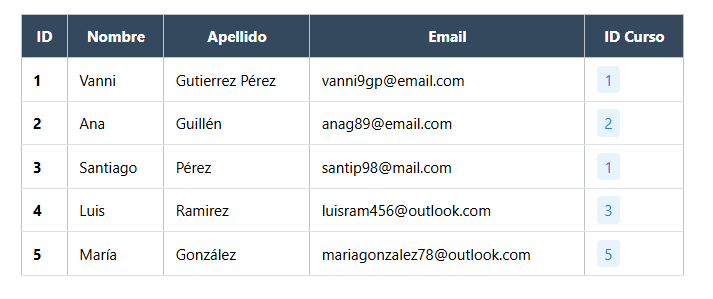 ID Nombre Apellido Email ID Curso
1 Vanni Gutierrez Pérez vanni9gp@email.com 1
2 Ana Guillén anag89@email.com 2
3 Santiago Pérez santip98@mail.com 1
4 Luis Ramirez luisram456@outlook.com 3
5 María González mariagonzalez78@outlook.com 5